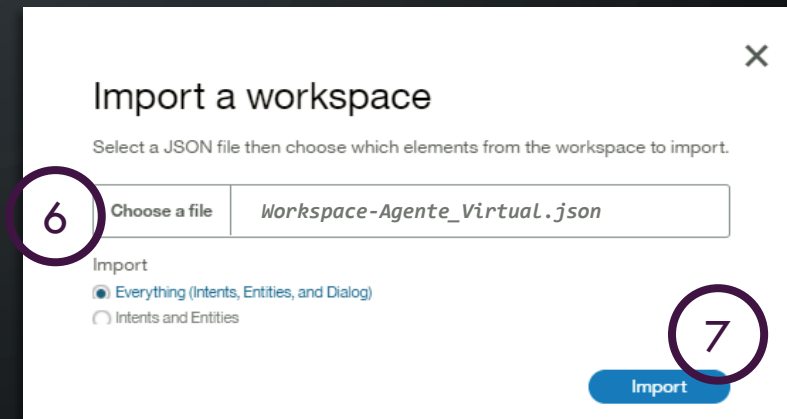 Import a workspace
Select a JSON file then choose which elements from the workspace to import.
6
Choose a file Workspace-Agente_Virtual.json
Import
Everything (Intents, Entities, and Dialog)
Intents and Entities
7
Import